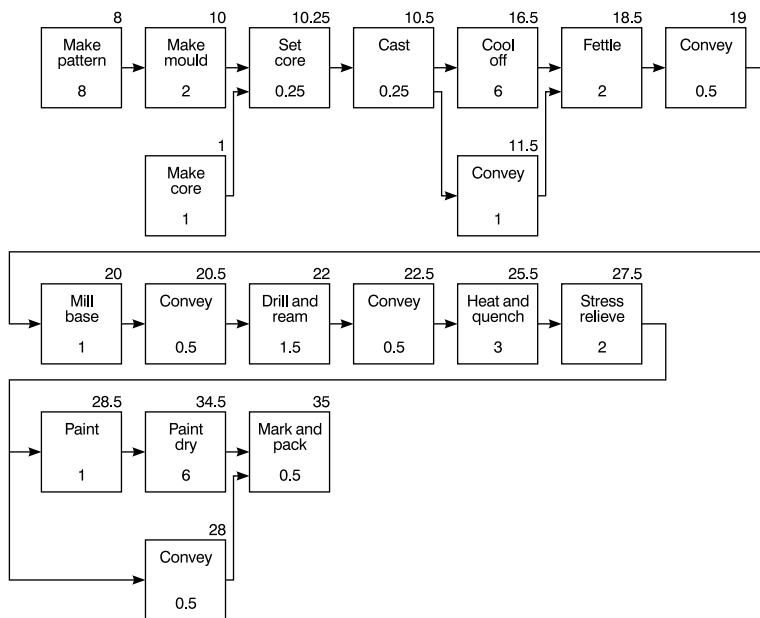 8 10 10.25 10.5 16.5 18.5 19
Make Make Set Cast Cool Fettle Convey
pattern mould core off
8 2 0.25 0.25 6 2 0.5
1 11.5
Make Convey
core
1 1
20 20.5 22 22.5 25.5 27.5
Mill Convey Drill and Convey Heat and Stress
base ream quench relieve
1 0.5 1.5 0.5 3 2
28.5 34.5 35
Paint Paint Mark and
dry pack
1 6 0.5
28
Convey
0.5